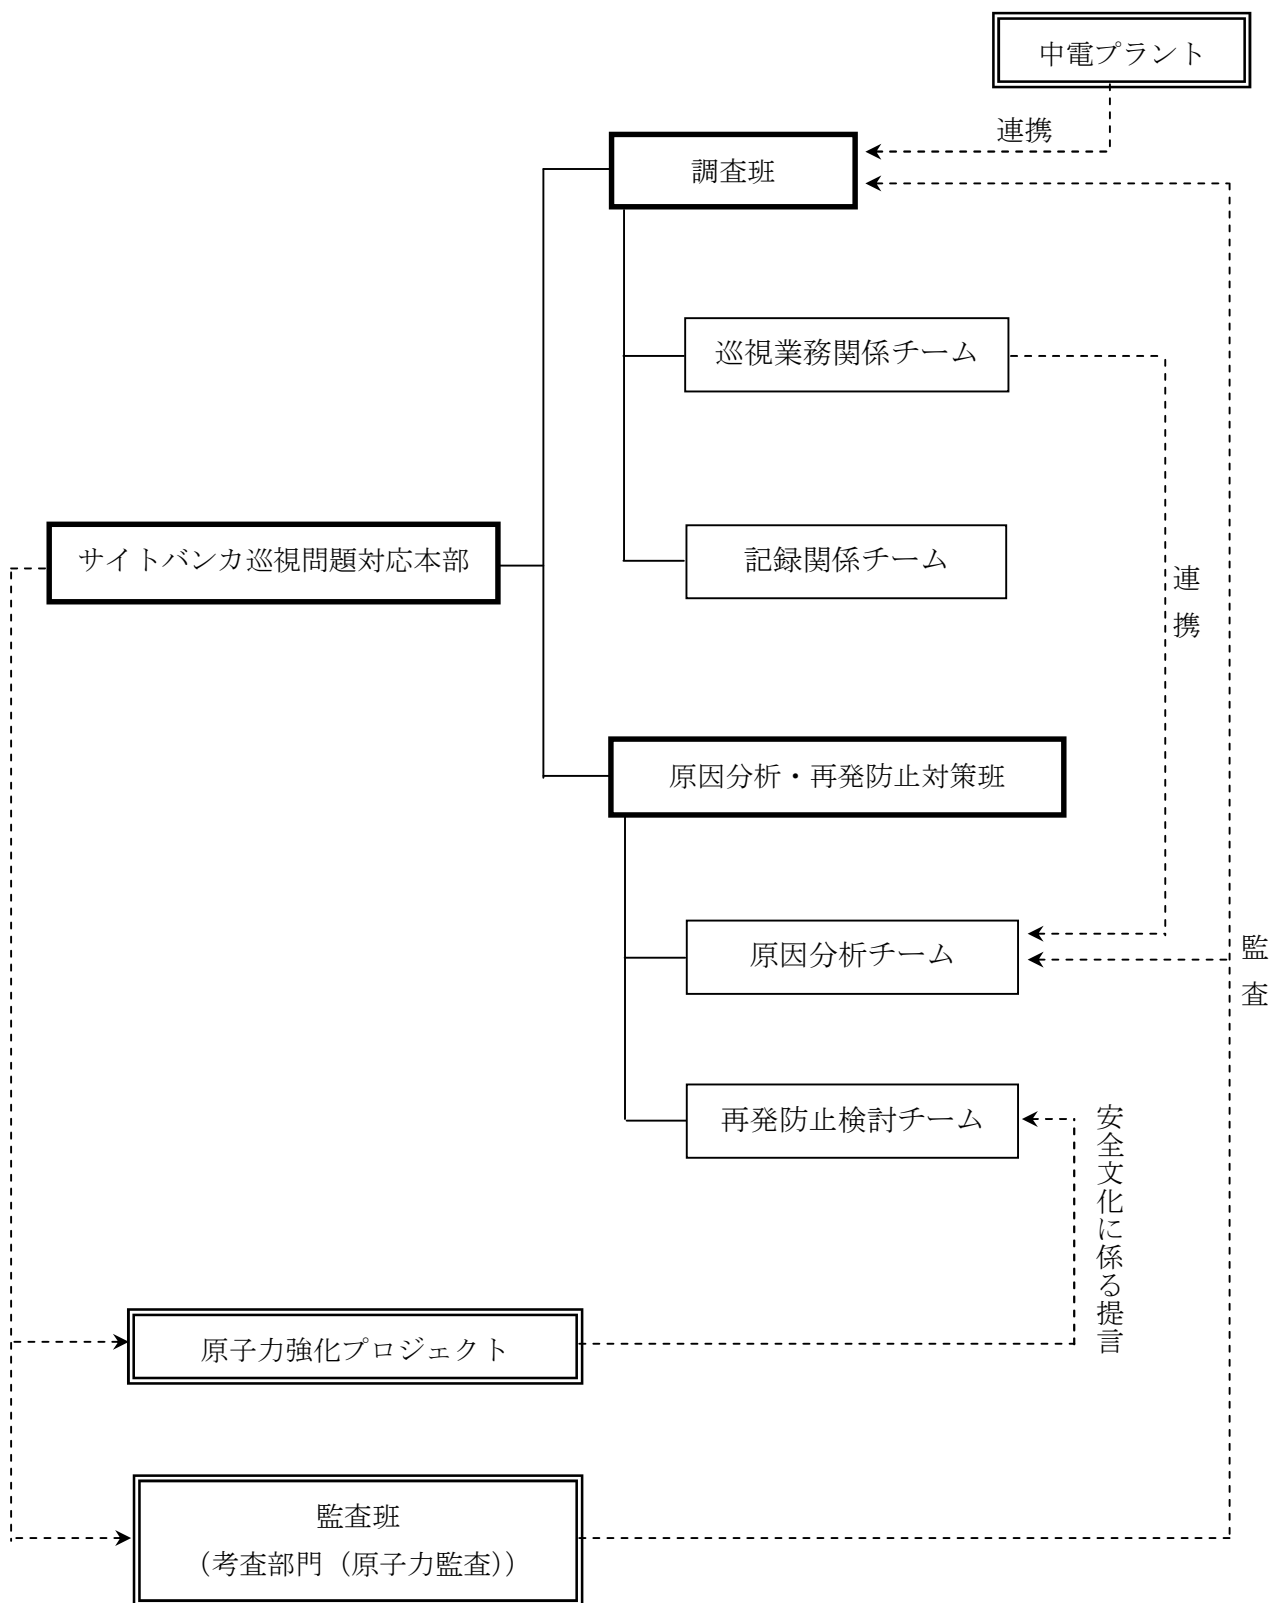 中電プラント
連携
調査班
巡視業務関係チーム
サイトバンカ巡視問題対応本部
記録関係チーム
連携
原因分析・再発防止対策班
原因分析チーム
監査
再発防止検討チーム
安全文化に係る提言
原子力強化プロジェクト
監査班
（考査部門（原子力監査））